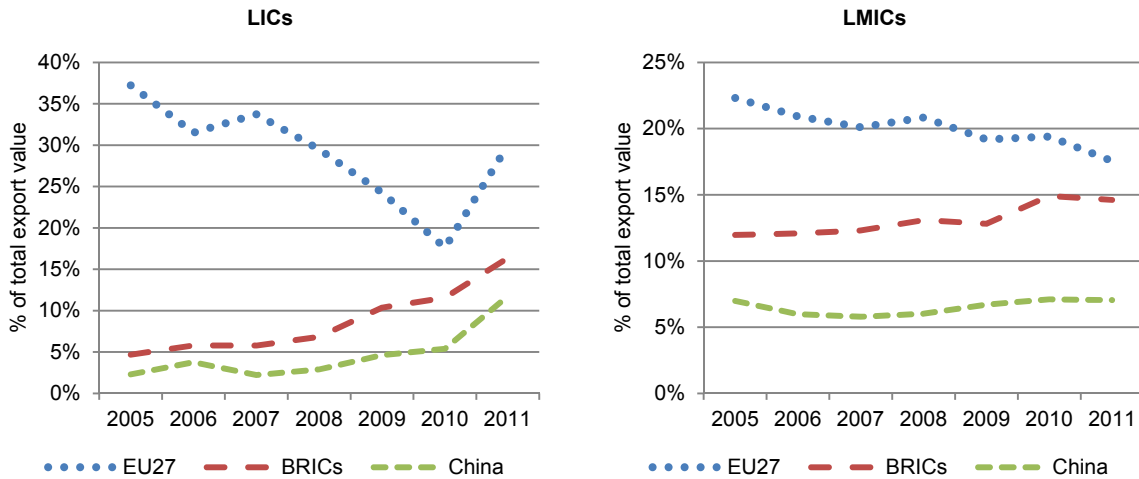 LICs
% of total export value
40%
35%
30%
25%
20%
15%
10%
5%
0%
2005 2006 2007 2008 2009 2010 2011
EU27 BRICs China
LMICs
% of total export value
25%
20%
15%
10%
5%
0%
2005 2006 2007 2008 2009 2010 2011
EU27 BRICs China